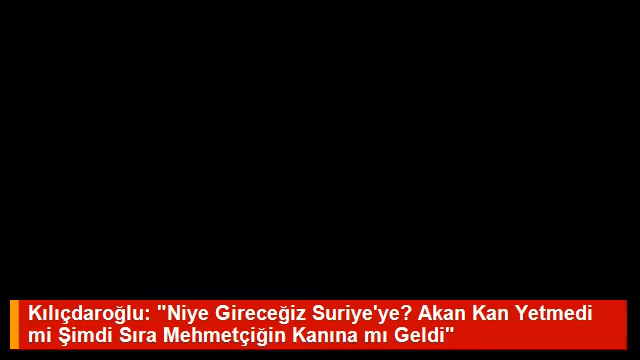 Kılıçdaroğlu: "Niye Gireceğiz Suriye'ye? Akan Kan Yetmedi
mi Şimdi Sıra Mehmetçiğin Kanına mı Geldi"